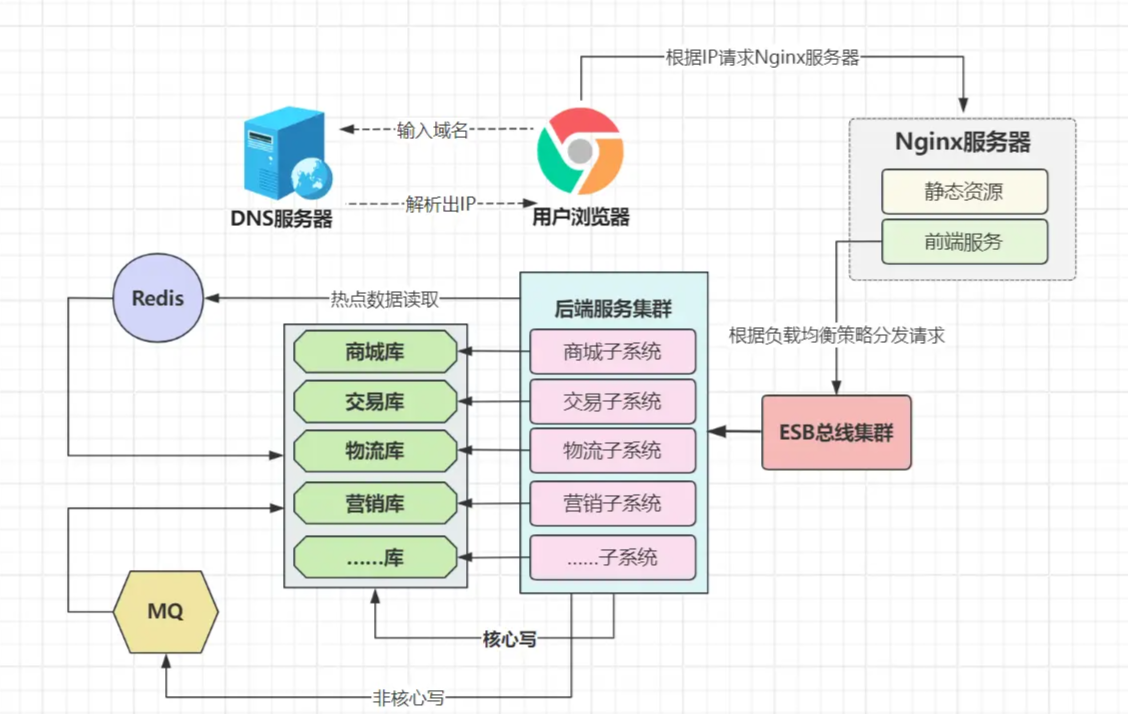 根据IP请求Nginx服务器
输入域名
解析出IP
DNS服务器
用户浏览器
Nginx服务器
静态资源
前端服务
Redis
热点数据读取
后端服务集群
根据负载均衡策略分发请求
商城库
商城子系统
交易库
交易子系统
ESB总线集群
物流库
物流子系统
营销库
营销子系统
……库
……子系统
MQ
核心写
非核心写